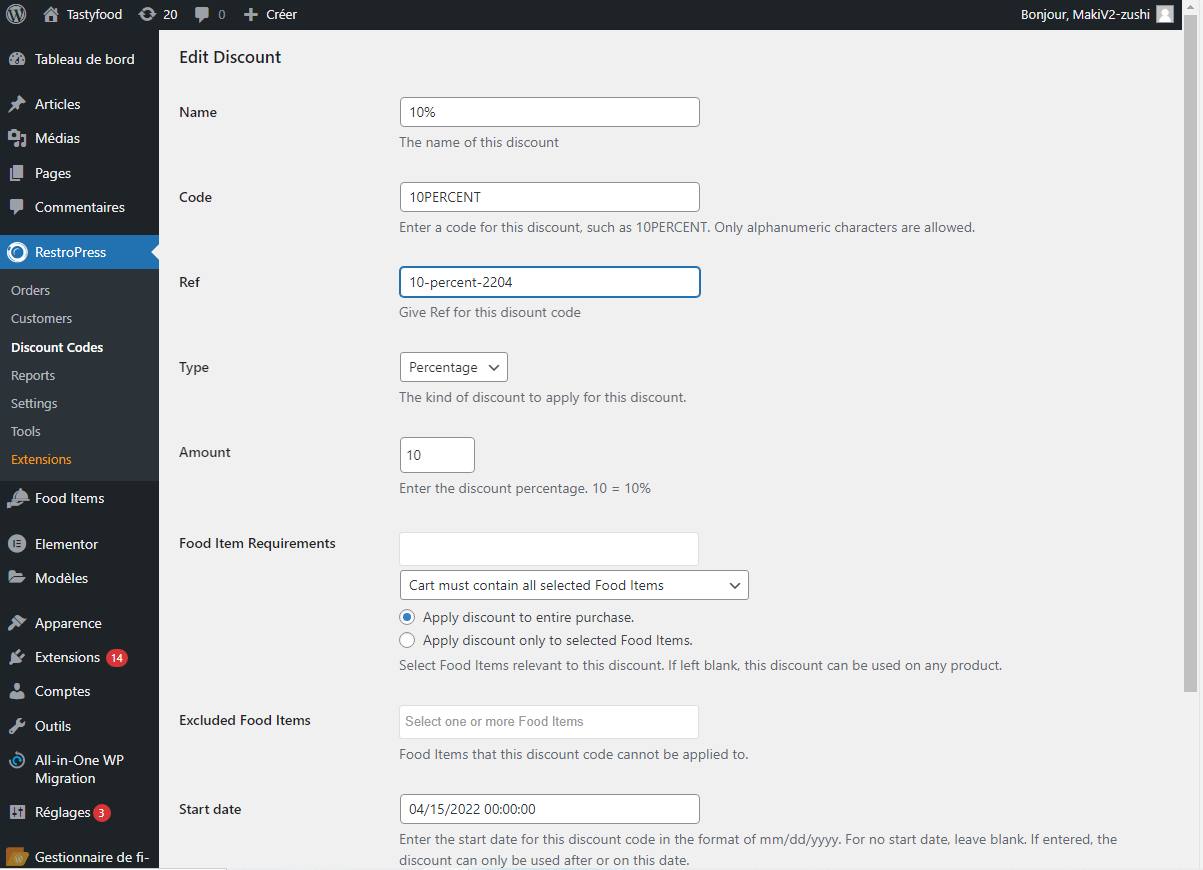 Tastyfood 20 0 Créer Bonjour, MakiV2-zushi
Tableau de bord
Articles
Médias
Pages
Commentaires
RestroPress
Orders
Customers
Discount Codes
Reports
Settings
Tools
Extensions
Food Items
Elementor
Modèles
Apparence
Extensions 14
Comptes
Outils
All-in-One WP
Migration
Réglages 3
Gestionnaire de fi-
Edit Discount
Name
10%
The name of this discount
Code
10PERCENT
Enter a code for this discount, such as 10PERCENT. Only alphanumeric characters are allowed.
Ref
10-percent-2204
Give Ref for this disount code
Type
Percentage
The kind of discount to apply for this discount.
Amount
10
Enter the discount percentage. 10 = 10%
Food Item Requirements
Cart must contain all selected Food Items
Apply discount to entire purchase.
Apply discount only to selected Food Items.
Select Food Items relevant to this discount. If left blank, this discount can be used on any product.
Excluded Food Items
Select one or more Food Items
Food Items that this discount code cannot be applied to.
Start date
04/15/2022 00:00:00
Enter the start date for this discount code in the format of mm/dd/yyyy. For no start date, leave blank. If entered, the
discount can only be used after or on this date.